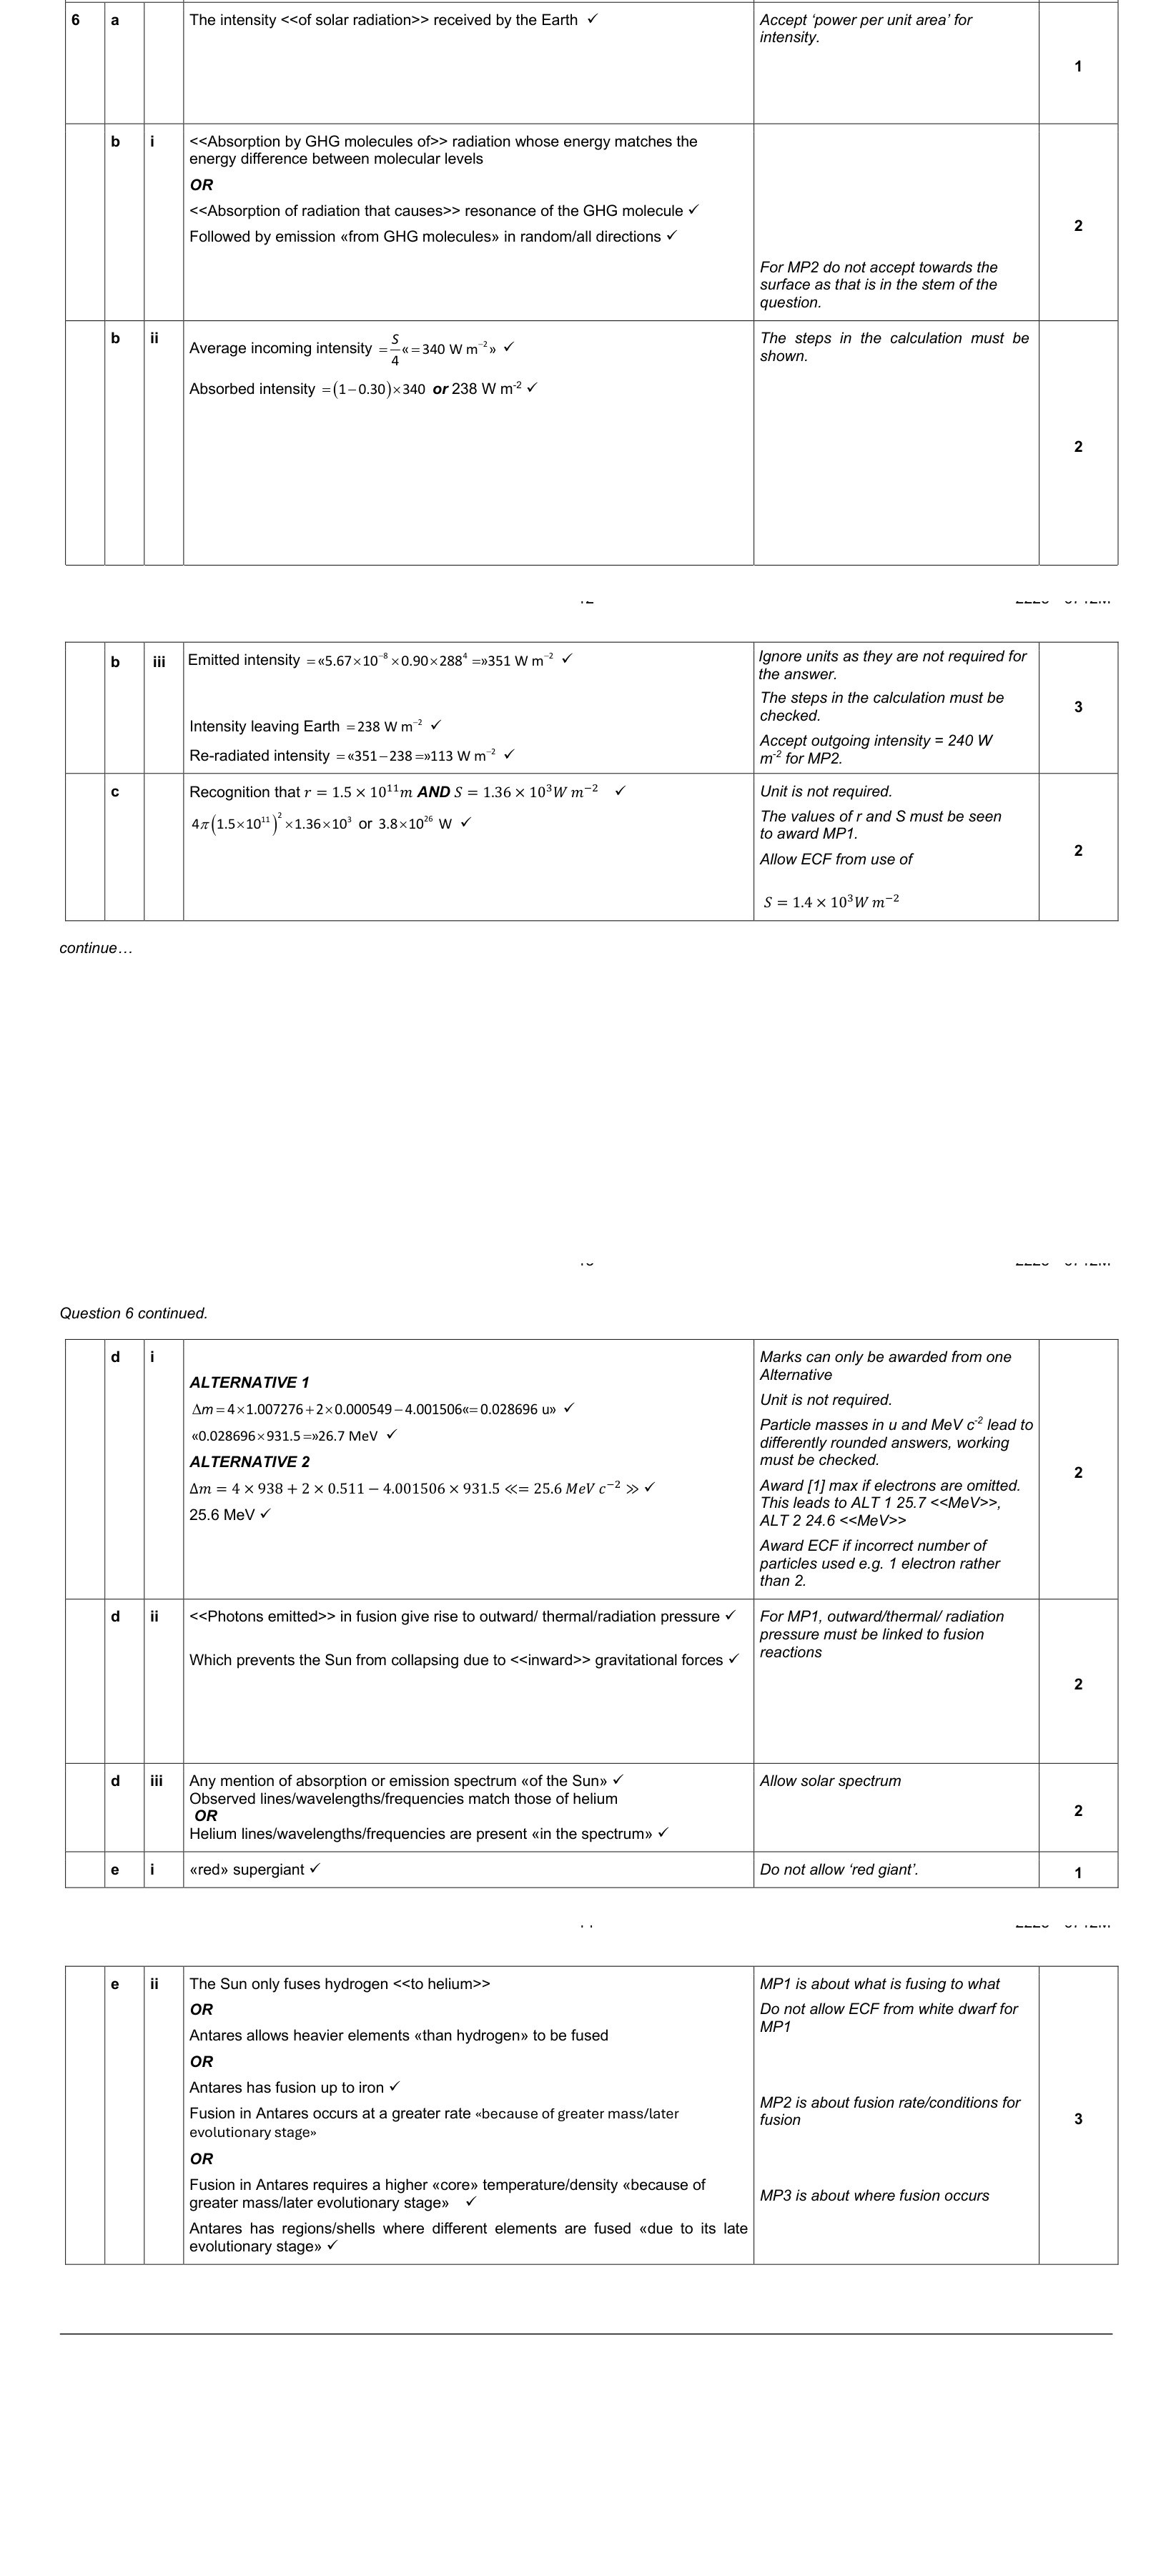 6 a The intensity <<of solar radiation>> received by the Earth ✓ Accept ‘power per unit area’ for
intensity.
1
b i <<Absorption by GHG molecules of>> radiation whose energy matches the
energy difference between molecular levels
OR
<<Absorption of radiation that causes>> resonance of the GHG molecule ✓
Followed by emission «from GHG molecules» in random/all directions ✓
For MP2 do not accept towards the
surface as that is in the stem of the
question.
2
b ii Average incoming intensity = S/4 «= 340 W m⁻²» ✓
Absorbed intensity = (1−0.30)×340 or 238 W m⁻² ✓
The steps in the calculation must be
shown.
2
b iii Emitted intensity = «5.67×10⁻⁸ ×0.90×288⁴ =»351 W m⁻² ✓
Intensity leaving Earth = 238 W m⁻² ✓
Re-radiated intensity = «351−238 =»113 W m⁻² ✓
Ignore units as they are not required for
the answer.
The steps in the calculation must be
checked.
Accept outgoing intensity = 240 W
m⁻² for MP2.
3
c Recognition that r = 1.5 × 10¹¹m AND S = 1.36 × 10³W m⁻² ✓
4π(1.5×10¹¹)² ×1.36×10³ or 3.8×10²⁶ W ✓
Unit is not required.
The values of r and S must be seen
to award MP1.
Allow ECF from use of
S = 1.4 × 10³W m⁻²
2
continue…
Question 6 continued.
d i
ALTERNATIVE 1
Δm = 4×1.007276+2×0.000549−4.001506«= 0.028696 u» ✓
«0.028696×931.5 =»26.7 MeV ✓
ALTERNATIVE 2
Δm = 4 × 938 + 2 × 0.511 − 4.001506 × 931.5 <<= 25.6 MeV c⁻² >> ✓
25.6 MeV ✓
Marks can only be awarded from one
Alternative
Unit is not required.
Particle masses in u and MeV c⁻² lead to
differently rounded answers, working
must be checked.
Award [1] max if electrons are omitted.
This leads to ALT 1 25.7 <<MeV>>,
ALT 2 24.6 <<MeV>>
Award ECF if incorrect number of
particles used e.g. 1 electron rather
than 2.
2
d ii <<Photons emitted>> in fusion give rise to outward/ thermal/radiation pressure ✓
Which prevents the Sun from collapsing due to <<inward>> gravitational forces ✓
For MP1, outward/thermal/ radiation
pressure must be linked to fusion
reactions
2
d iii Any mention of absorption or emission spectrum «of the Sun» ✓
Observed lines/wavelengths/frequencies match those of helium
OR
Helium lines/wavelengths/frequencies are present «in the spectrum» ✓
Allow solar spectrum
2
e i «red» supergiant ✓ Do not allow ‘red giant’. 1
e ii The Sun only fuses hydrogen <<to helium>>
OR
Antares allows heavier elements «than hydrogen» to be fused
OR
Antares has fusion up to iron ✓
Fusion in Antares occurs at a greater rate «because of greater mass/later
evolutionary stage»
OR
Fusion in Antares requires a higher «core» temperature/density «because of
greater mass/later evolutionary stage» ✓
Antares has regions/shells where different elements are fused «due to its late
evolutionary stage» ✓
MP1 is about what is fusing to what
Do not allow ECF from white dwarf for
MP1
MP2 is about fusion rate/conditions for
fusion
MP3 is about where fusion occurs
3